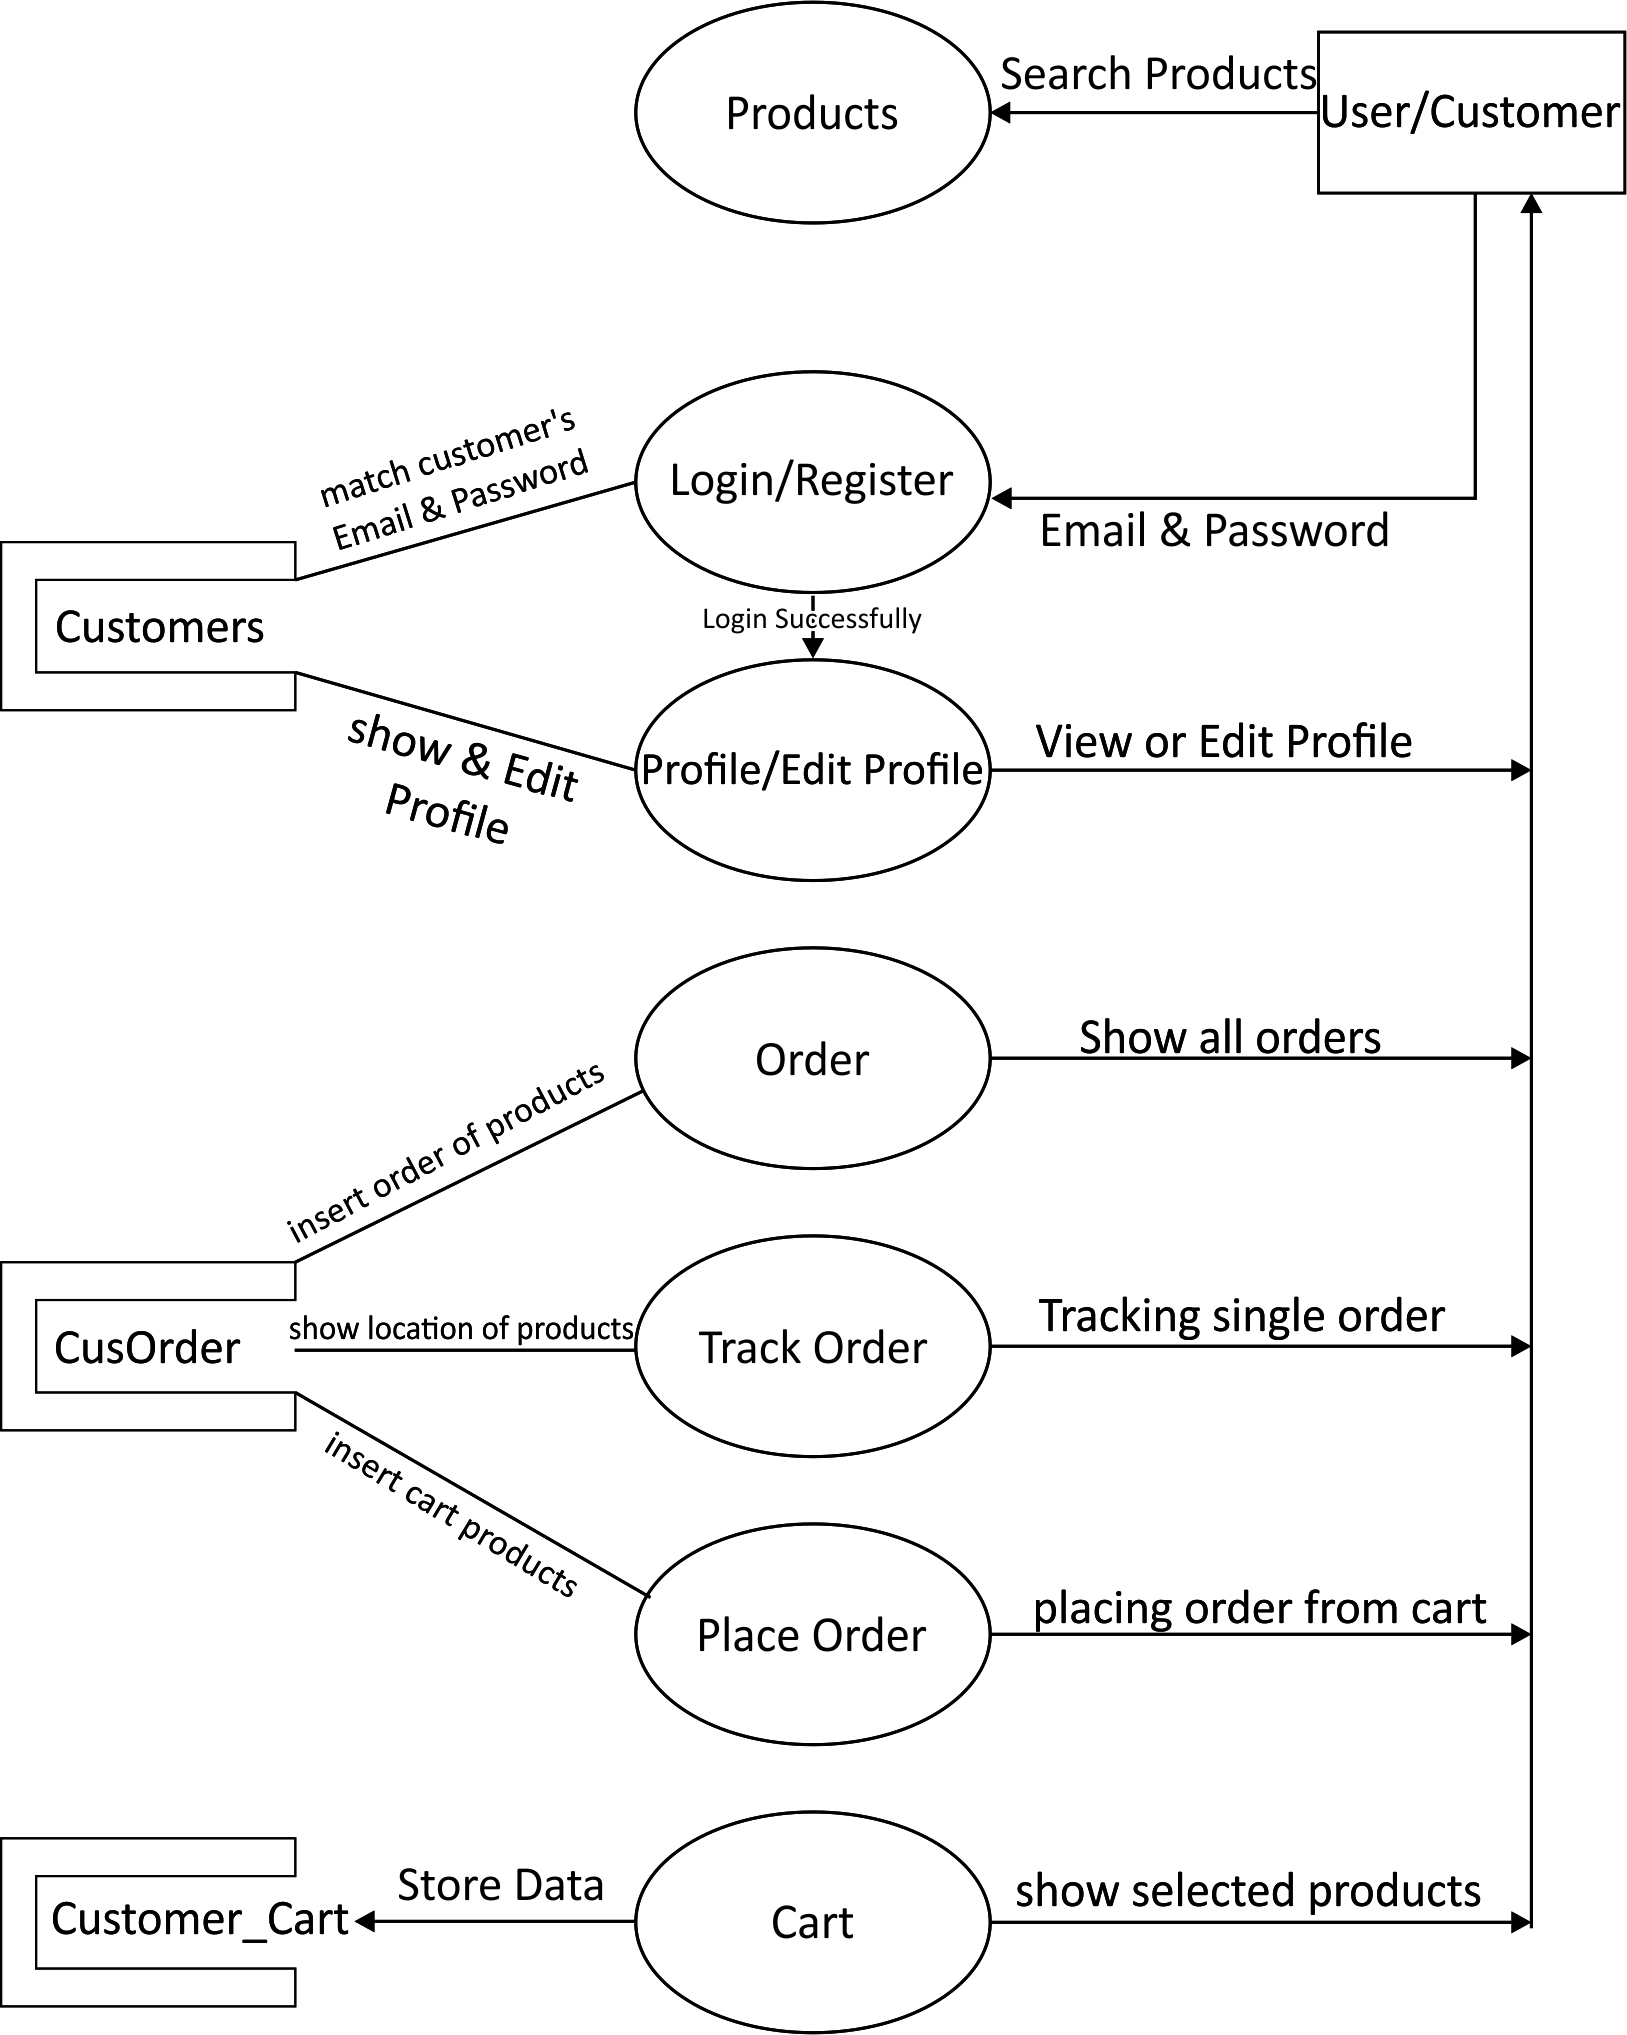 Products
Search Products
User/Customer
match customer's
Email & Password
Login/Register
Email & Password
Customers
Login Successfully
show & Edit
Profile
Profile/Edit Profile
View or Edit Profile
Order
Show all orders
insert order of products
CusOrder
show location of products
Track Order
Tracking single order
insert cart products
Place Order
placing order from cart
Customer_Cart
Store Data
Cart
show selected products